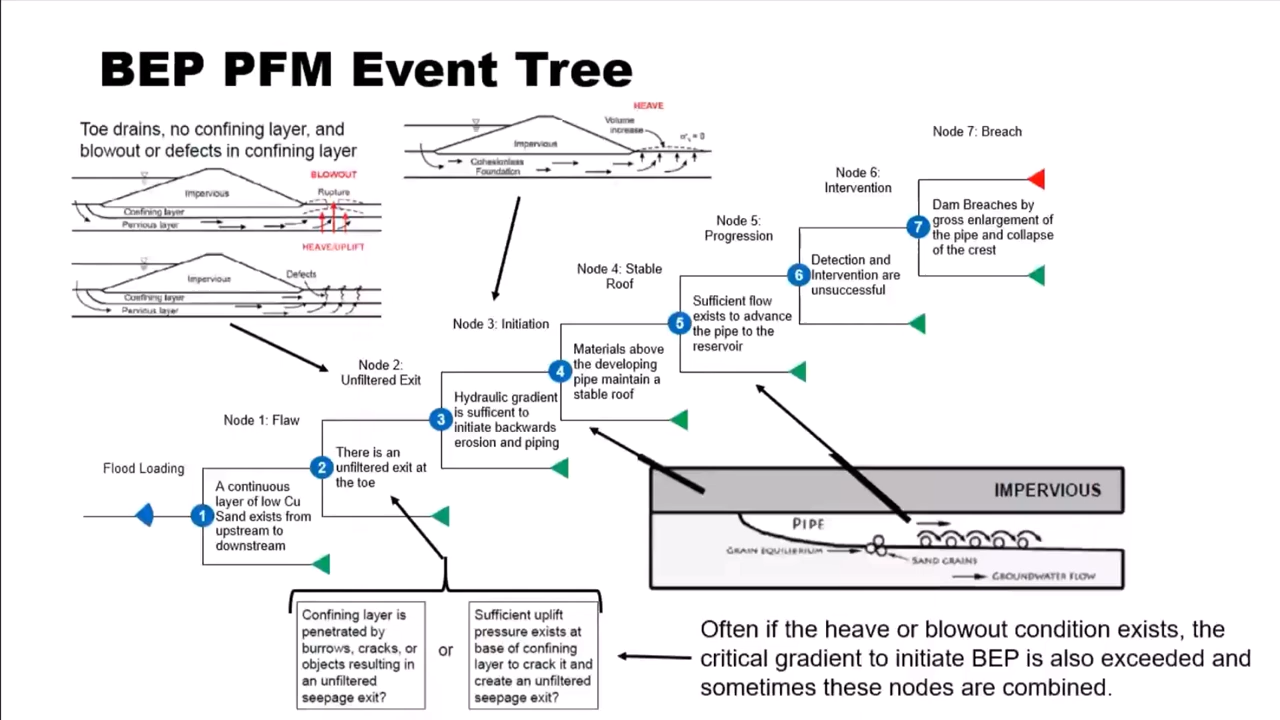 BEP PFM Event Tree
Toe drains, no confining layer, and
blowout or defects in confining layer
BLOWOUT
Rupture
Impervious
Confining layer
Pervious layer
HEAVE/UPLIFT
Defects
Impervious
Confining layer
Pervious layer
HEAVE
Volume
increase
Impervious
Cohesionless
Foundation
Flood Loading
1
A continuous
layer of low Cu
Sand exists from
upstream to
downstream
Node 1: Flaw
2
There is an
unfiltered exit at
the toe
Node 2:
Unfiltered Exit
3
Hydraulic gradient
is sufficent to
initiate backwards
erosion and piping
Node 3: Initiation
4
Materials above
the developing
pipe maintain a
stable roof
Node 4: Stable
Roof
5
Sufficient flow
exists to advance
the pipe to the
reservoir
Node 5:
Progression
6
Detection and
Intervention are
unsuccessful
Node 6:
Intervention
7
Dam Breaches by
gross enlargement of
the pipe and collapse
of the crest
Node 7: Breach
IMPERVIOUS
PIPE
GRAIN EQUILIBRIUM
SAND GRAINS
GROUNDWATER FLOW
Confining layer is
penetrated by
burrows, cracks, or
objects resulting in
an unfiltered
seepage exit?
or
Sufficient uplift
pressure exists at
base of confining
layer to crack it and
create an unfiltered
seepage exit?
Often if the heave or blowout condition exists, the
critical gradient to initiate BEP is also exceeded and
sometimes these nodes are combined.